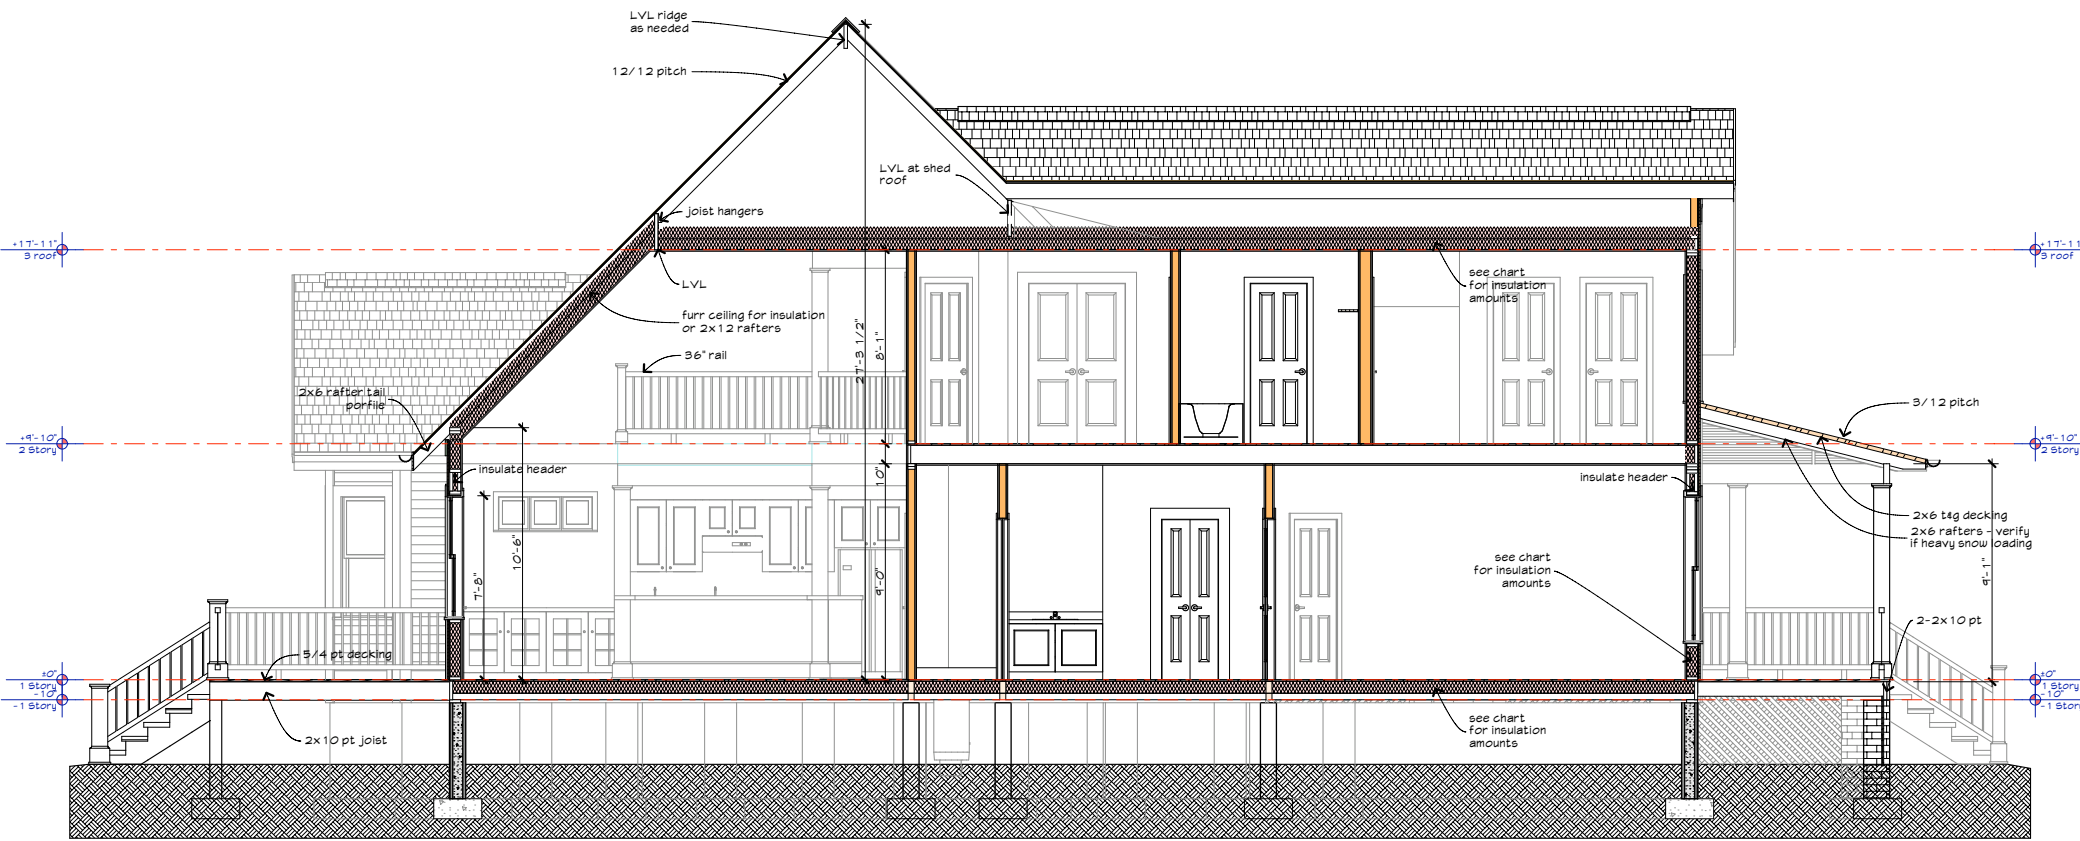 LVL ridge
as needed
12/12 pitch
LVL at shed
roof
joist hangers
+17'-11"
3 roof
+17'-11
3 roof
LVL
see chart
for insulation
amounts
furr ceiling for insulation
or 2x12 rafters
27'-3 1/2"
8'-1"
36" rail
2x6 rafter tail
porfile
3/12 pitch
+9'-10"
2 Story
+9'-10"
2 Story
insulate header
10"
insulate header
2x6 t&g decking
2x6 rafters - verify
if heavy snow loading
7'-8"
10'-6"
9'-0"
see chart
for insulation
amounts
9'-1"
2-2x10 pt
5/4 pt decking
±0"
1 Story
-10"
-1 Story
±0"
1 Story
-10"
-1 Story
2x10 pt joist
see chart
for insulation
amounts